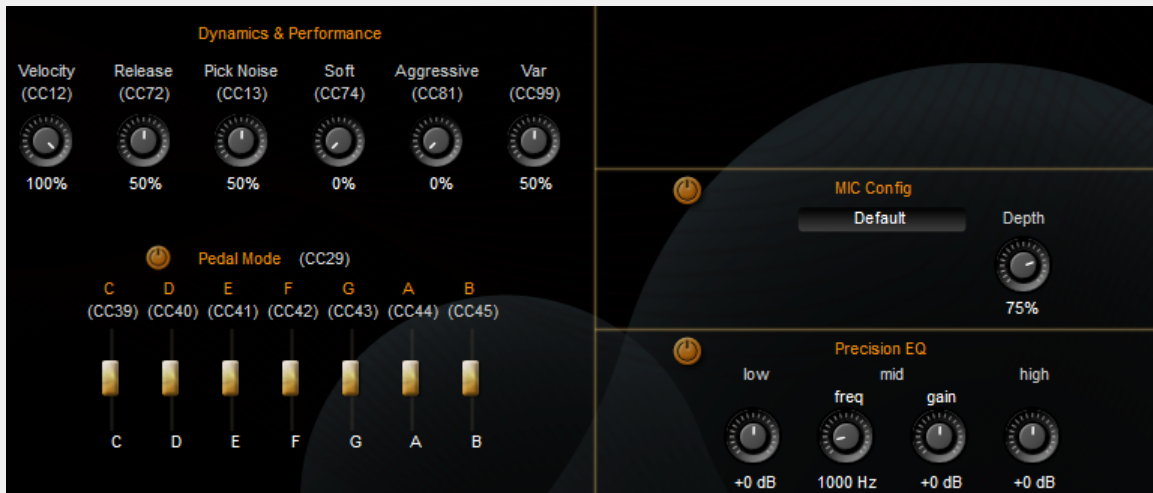 Dynamics & Performance
Velocity Release Pick Noise Soft Aggressive Var
(CC12) (CC72) (CC13) (CC74) (CC81) (CC99)
100% 50% 50% 0% 0% 50%
Pedal Mode (CC29)
C D E F G A B
(CC39) (CC40) (CC41) (CC42) (CC43) (CC44) (CC45)
C D E F G A B
MIC Config
Default Depth
75%
Precision EQ
low mid high
freq gain
+0 dB 1000 Hz +0 dB +0 dB